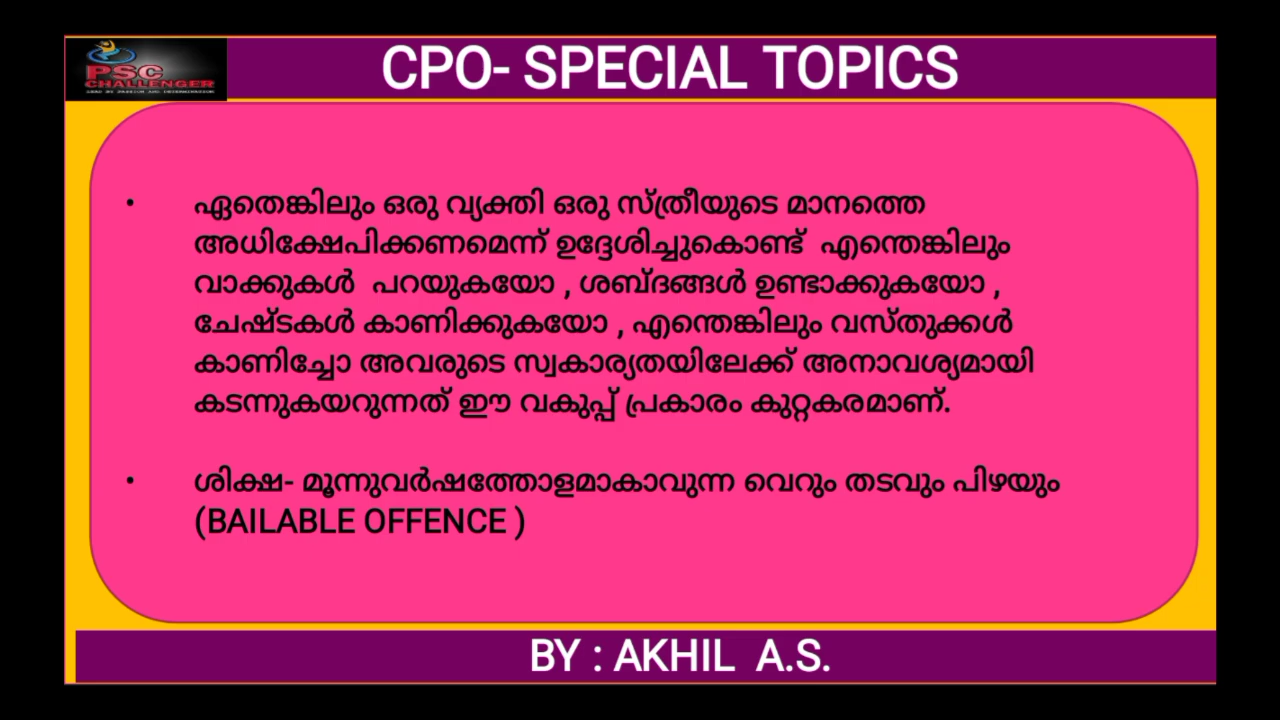 PSC
CHALLENGER
CPO- SPECIAL TOPICS
• ഏതെങ്കിലും ഒരു വ്യക്തി ഒരു സ്ത്രീയുടെ മാനത്തെ
അധിക്ഷേപിക്കണമെന്ന് ഉദ്ദേശിച്ചുകൊണ്ട് എന്തെങ്കിലും
വാക്കുകൾ പറയുകയോ , ശബ്ദങ്ങൾ ഉണ്ടാക്കുകയോ ,
ചേഷ്ടകൾ കാണിക്കുകയോ , എന്തെങ്കിലും വസ്തുക്കൾ
കാണിച്ചോ അവരുടെ സ്വകാര്യതയിലേക്ക് അനാവശ്യമായി
കടന്നുകയറുന്നത് ഈ വകുപ്പ് പ്രകാരം കുറ്റകരമാണ്.
• ശിക്ഷ- മൂന്നുവർഷത്തോളമാകാവുന്ന വെറും തടവും പിഴയും
(BAILABLE OFFENCE )
BY : AKHIL A.S.